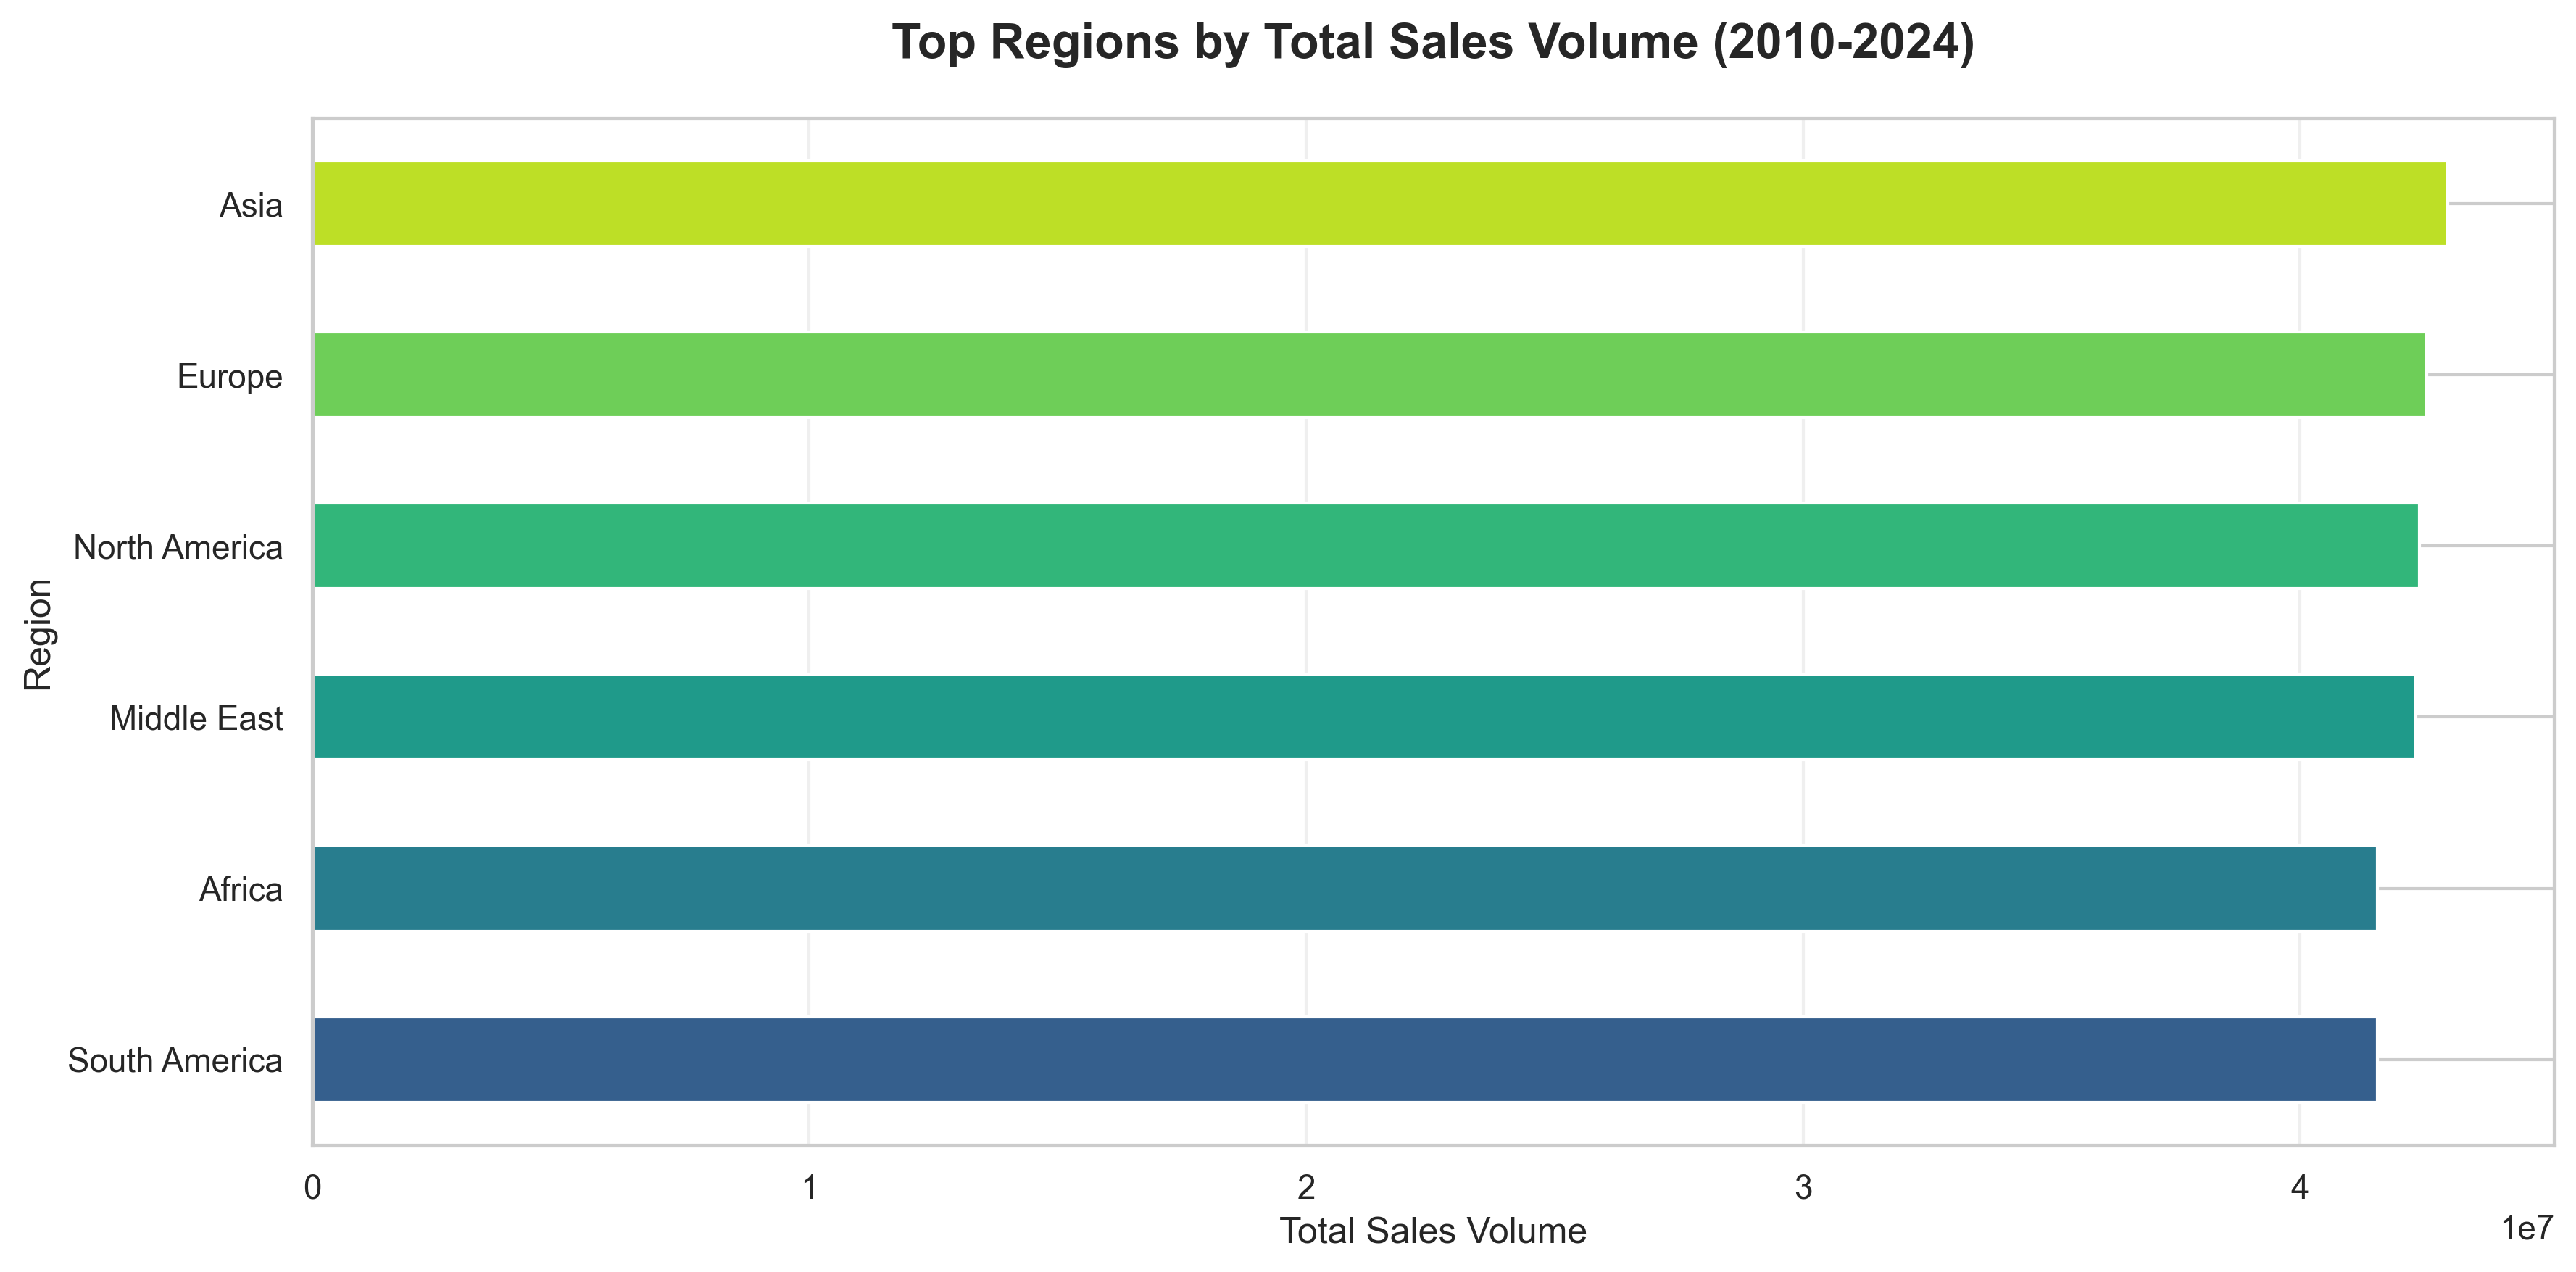 Top Regions by Total Sales Volume (2010-2024)
Region
Asia
Europe
North America
Middle East
Africa
South America
0 1 2 3 4
Total Sales Volume
1e7